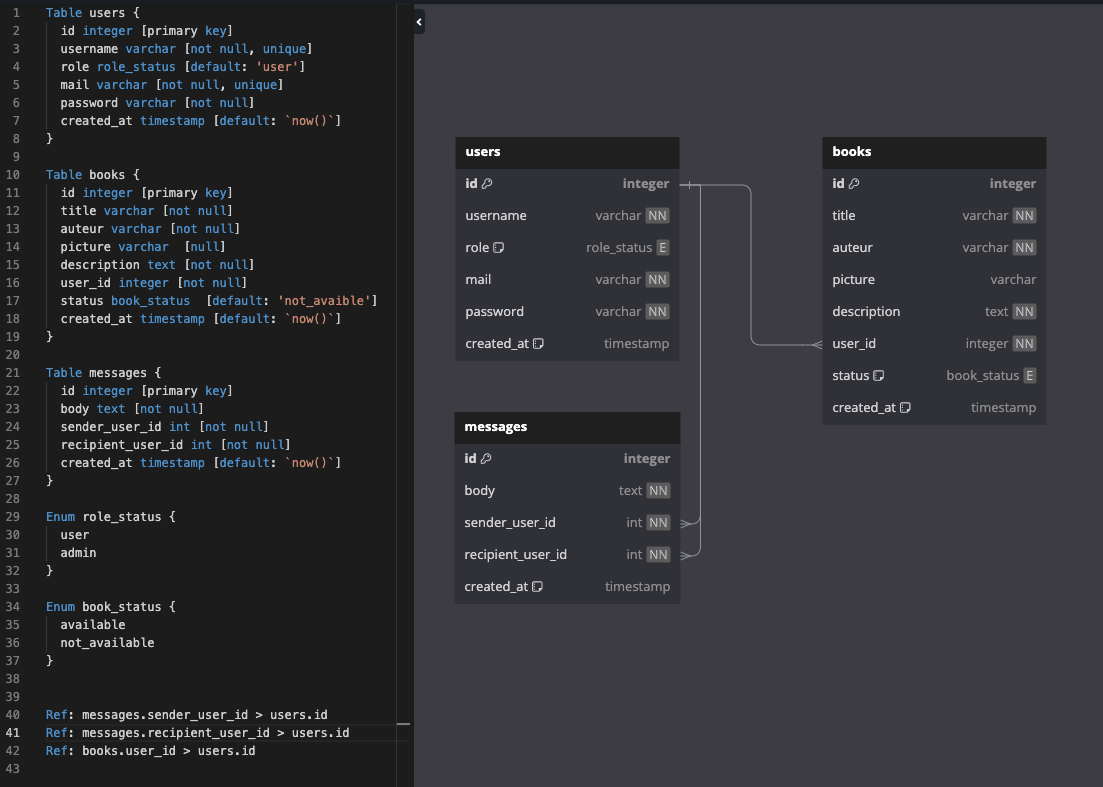 1 Table users {
2 id integer [primary key]
3 username varchar [not null, unique]
4 role role_status [default: 'user']
5 mail varchar [not null, unique]
6 password varchar [not null]
7 created_at timestamp [default: `now()`]
8 }
9
10 Table books {
11 id integer [primary key]
12 title varchar [not null]
13 auteur varchar [not null]
14 picture varchar  [null]
15 description text [not null]
16 user_id integer [not null]
17 status book_status  [default: 'not_avaible']
18 created_at timestamp [default: `now()`]
19 }
20
21 Table messages {
22 id integer [primary key]
23 body text [not null]
24 sender_user_id int [not null]
25 recipient_user_id int [not null]
26 created_at timestamp [default: `now()`]
27 }
28
29 Enum role_status {
30 user
31 admin
32 }
33
34 Enum book_status {
35 available
36 not_available
37 }
38
39
40 Ref: messages.sender_user_id > users.id
41 Ref: messages.recipient_user_id > users.id
42 Ref: books.user_id > users.id
43
users
id integer
username varchar NN
role role_status E
mail varchar NN
password varchar NN
created_at timestamp
books
id integer
title varchar NN
auteur varchar NN
picture varchar
description text NN
user_id integer NN
status book_status E
created_at timestamp
messages
id integer
body text NN
sender_user_id int NN
recipient_user_id int NN
created_at timestamp